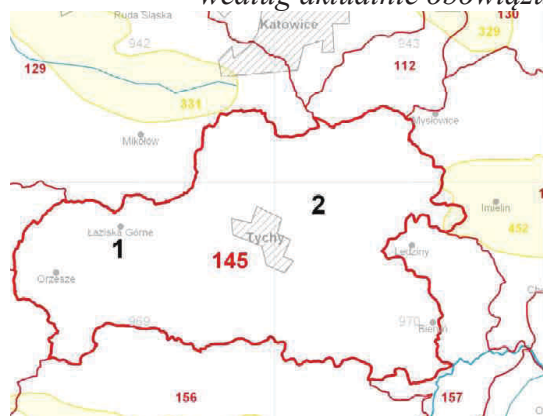 według aktualnie obowiązu
Ruda Śląska
Katowice
130
942
943
329
129
112
331
Mysłowice
Mikołów
Imielin
2
Łaziska Górne
1
Tychy
452
145
Lędziny
Orzesze
969
970
Bieruń
156
157